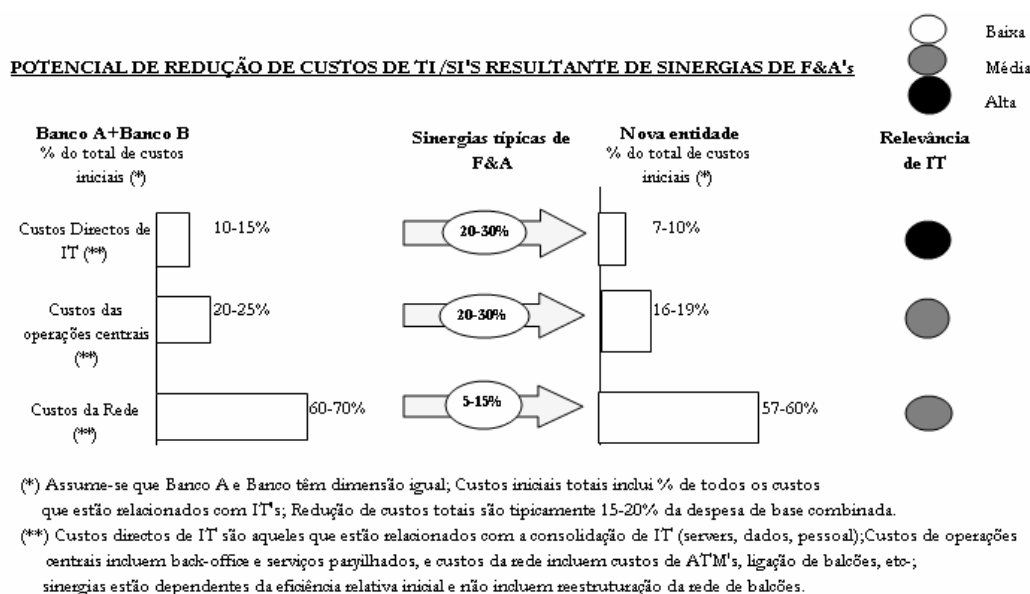 Baixa
POTENCIAL DE REDUÇÃO DE CUSTOS DE TI /SI'S RESULTANTE DE SINERGIAS DE F&A's
Média
Alta
Banco A+Banco B
% do total de custos
iniciais (*)
Sinergias típicas de
F&A
Nova entidade
% do total de custos
iniciais (*)
Relevância
de IT
Custos Directos de
IT (**)
10-15%
20-30%
7-10%
Custos das
operações centrais
(**)
20-25%
20-30%
16-19%
Custos da Rede
(**)
60-70%
5-15%
57-60%
(*) Assume-se que Banco A e Banco têm dimensão igual; Custos iniciais totais inclui % de todos os custos
que estão relacionados com IT's; Redução de custos totais são tipicamente 15-20% da despesa de base combinada.
(**) Custos directos de IT são aqueles que estão relacionados com a consolidação de IT (servers, dados, pessoal);Custos de operações
centrais incluem back-office e serviços paryilhados, e custos da rede incluem custos de ATM's, ligação de balcões, etc-;
sinergias estão dependentes da eficiência relativa inicial e não incluem reestruturação da rede de balcões.